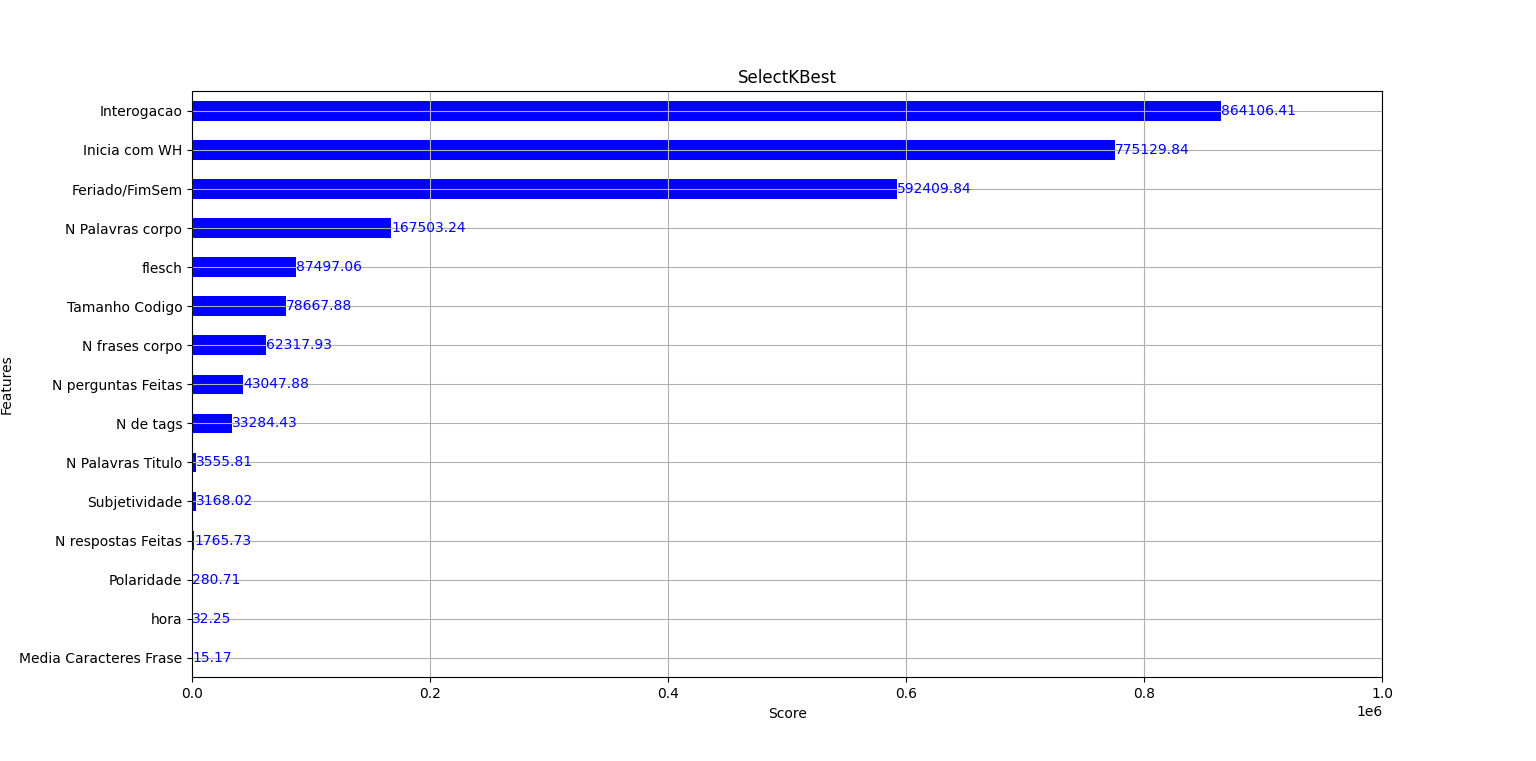 SelectKBest
Interogacao 864106.41
Inicia com WH 775129.84
Feriado/FimSem 592409.84
N Palavras corpo 167503.24
flesch 87497.06
Tamanho Codigo 78667.88
N frases corpo 62317.93
N perguntas Feitas 43047.88
N de tags 33284.43
N Palavras Titulo 3555.81
Subjetividade 3168.02
N respostas Feitas 1765.73
Polaridade 280.71
hora 32.25
Media Caracteres Frase 15.17
Features
0.0 0.2 0.4 0.6 0.8 1.0
1e6
Score